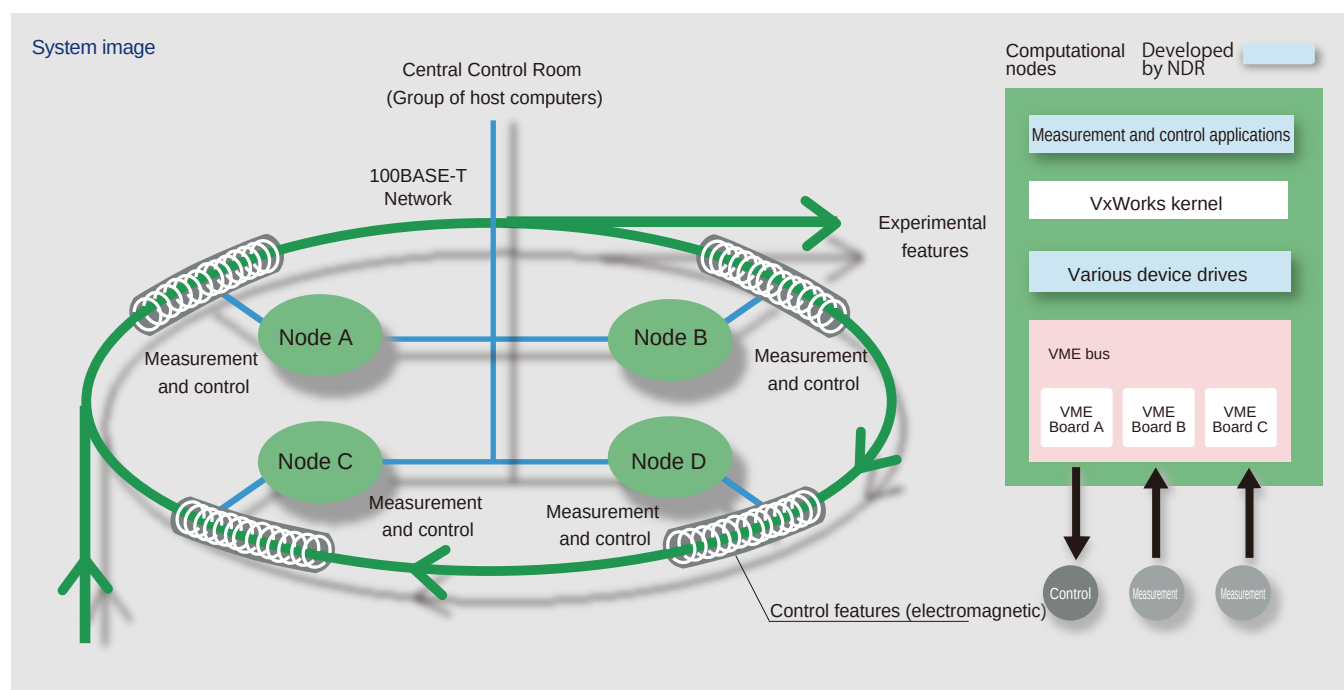 System image
Central Control Room
(Group of host computers)
100BASE-T
Network
Experimental
features
Node A
Node B
Measurement
and control
Measurement
and control
Node C
Node D
Measurement
and control
Measurement
and control
Control features (electromagnetic)
Computational
nodes
Developed
by NDR
Measurement and control applications
VxWorks kernel
Various device drives
VME bus
VME
Board A
VME
Board B
VME
Board C
Control
Measurement
Measurement